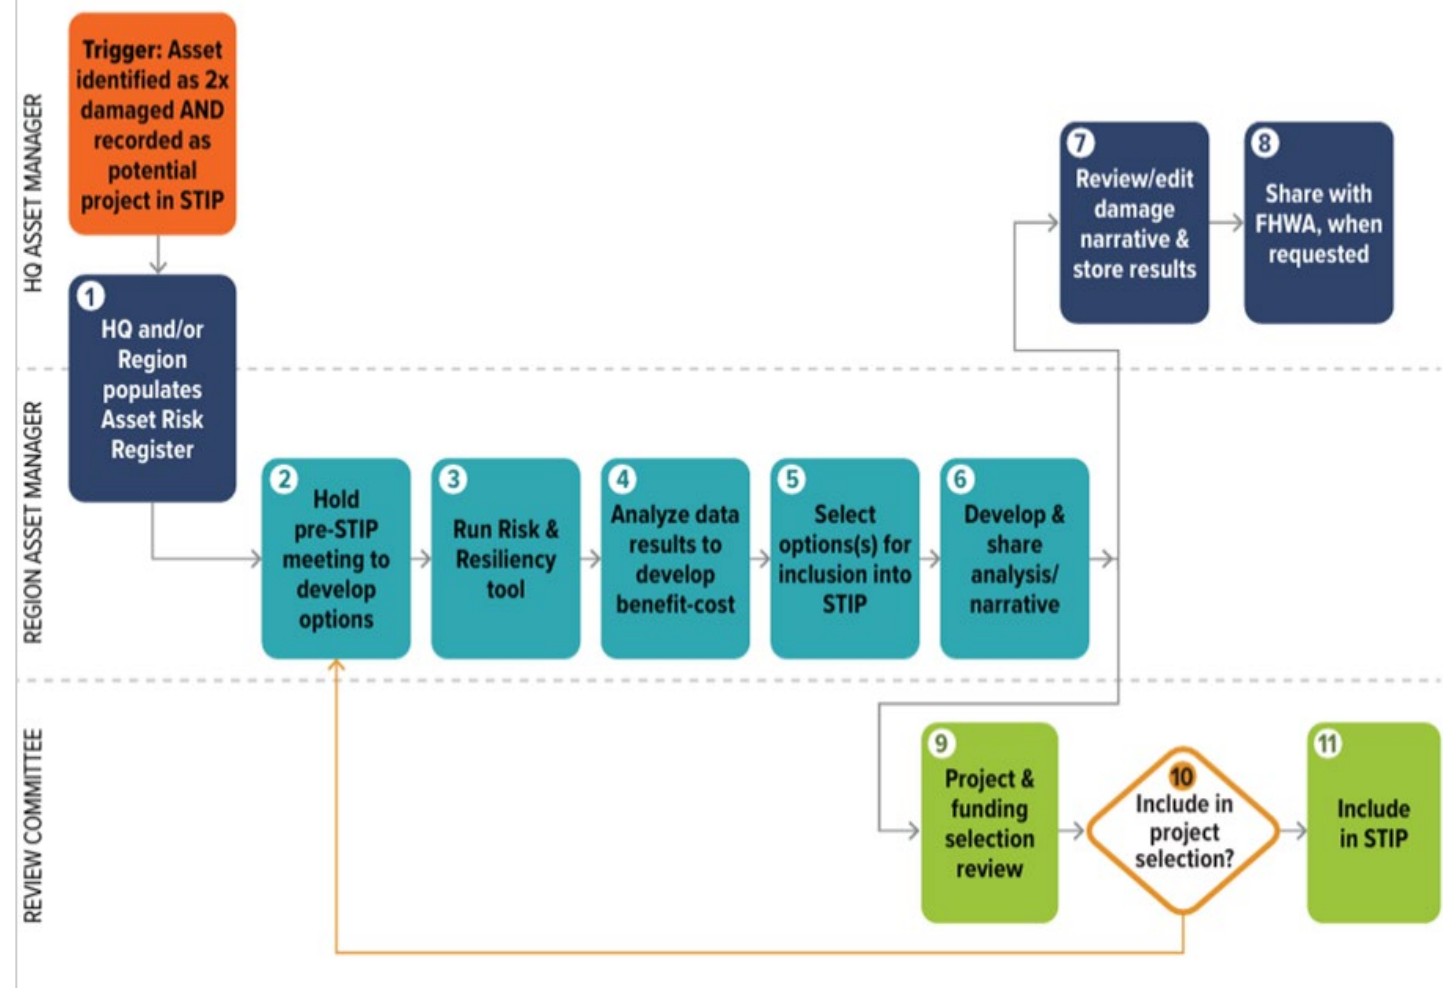 HQ ASSET MANAGER
Trigger: Asset
identified as 2x
damaged AND
recorded as
potential
project in STIP
1
HQ and/or
Region
populates
Asset Risk
Register
7
Review/edit
damage
narrative &
store results
8
Share with
FHWA, when
requested
REGION ASSET MANAGER
2
Hold
pre-STIP
meeting to
develop
options
3
Run Risk &
Resiliency
tool
4
Analyze data
results to
develop
benefit-cost
5
Select
options(s) for
inclusion into
STIP
6
Develop &
share
analysis/
narrative
REVIEW COMMITTEE
9
Project &
funding
selection
review
10
Include in
project
selection?
11
Include
in STIP